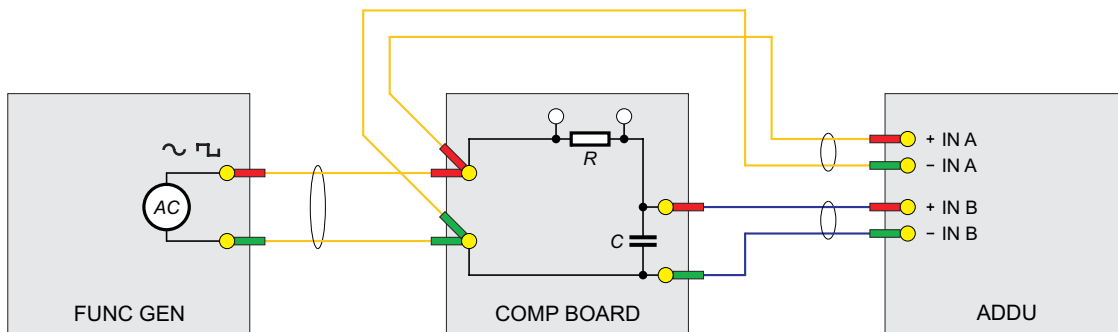 R
+ IN A
− IN A
AC
+ IN B
− IN B
C
FUNC GEN
COMP BOARD
ADDU